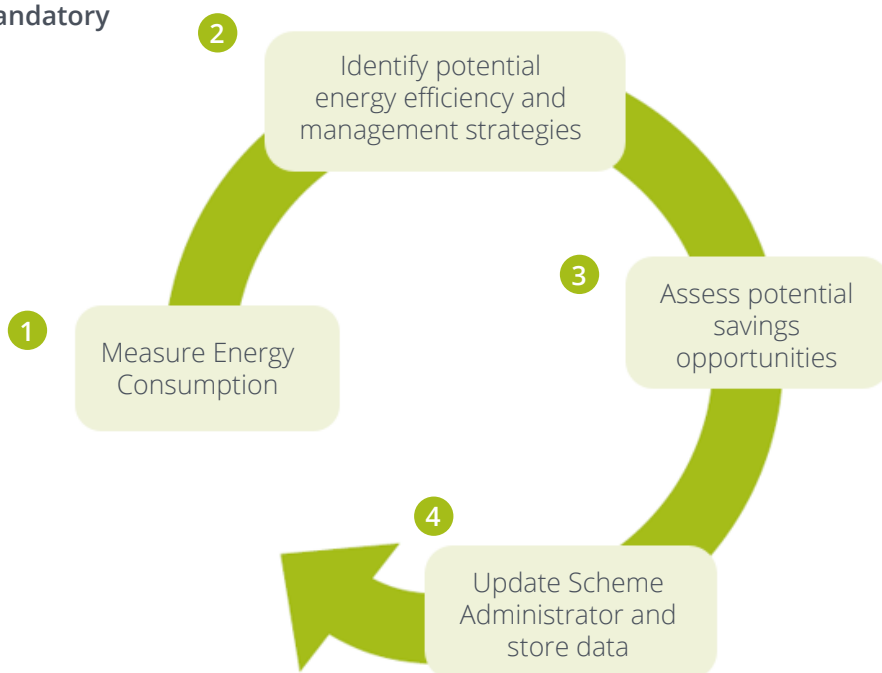 andatory
2
Identify potential
energy efficiency and
management strategies
3
Assess potential
savings
opportunities
1
Measure Energy
Consumption
4
Update Scheme
Administrator and
store data